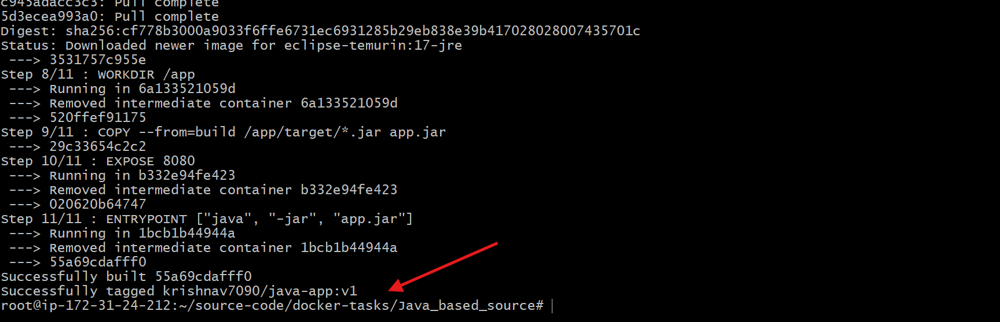 c945adacc3c3: Pull complete
5d3ecea993a0: Pull complete
Digest: sha256:cf778b3000a9033f6ffe6731ec6931285b29eb838e39b417028028007435701c
Status: Downloaded newer image for eclipse-temurin:17-jre
 ---> 3531757c955e
Step 8/11 : WORKDIR /app
 ---> Running in 6a133521059d
 ---> Removed intermediate container 6a133521059d
 ---> 520ffef91175
Step 9/11 : COPY --from=build /app/target/*.jar app.jar
 ---> 29c33654c2c2
Step 10/11 : EXPOSE 8080
 ---> Running in b332e94fe423
 ---> Removed intermediate container b332e94fe423
 ---> 020620b64747
Step 11/11 : ENTRYPOINT ["java", "-jar", "app.jar"]
 ---> Running in 1bcb1b44944a
 ---> Removed intermediate container 1bcb1b44944a
 ---> 55a69cdafff0
Successfully built 55a69cdafff0
Successfully tagged krishnav7090/java-app:v1
root@ip-172-31-24-212:~/source-code/docker-tasks/Java_based_source#